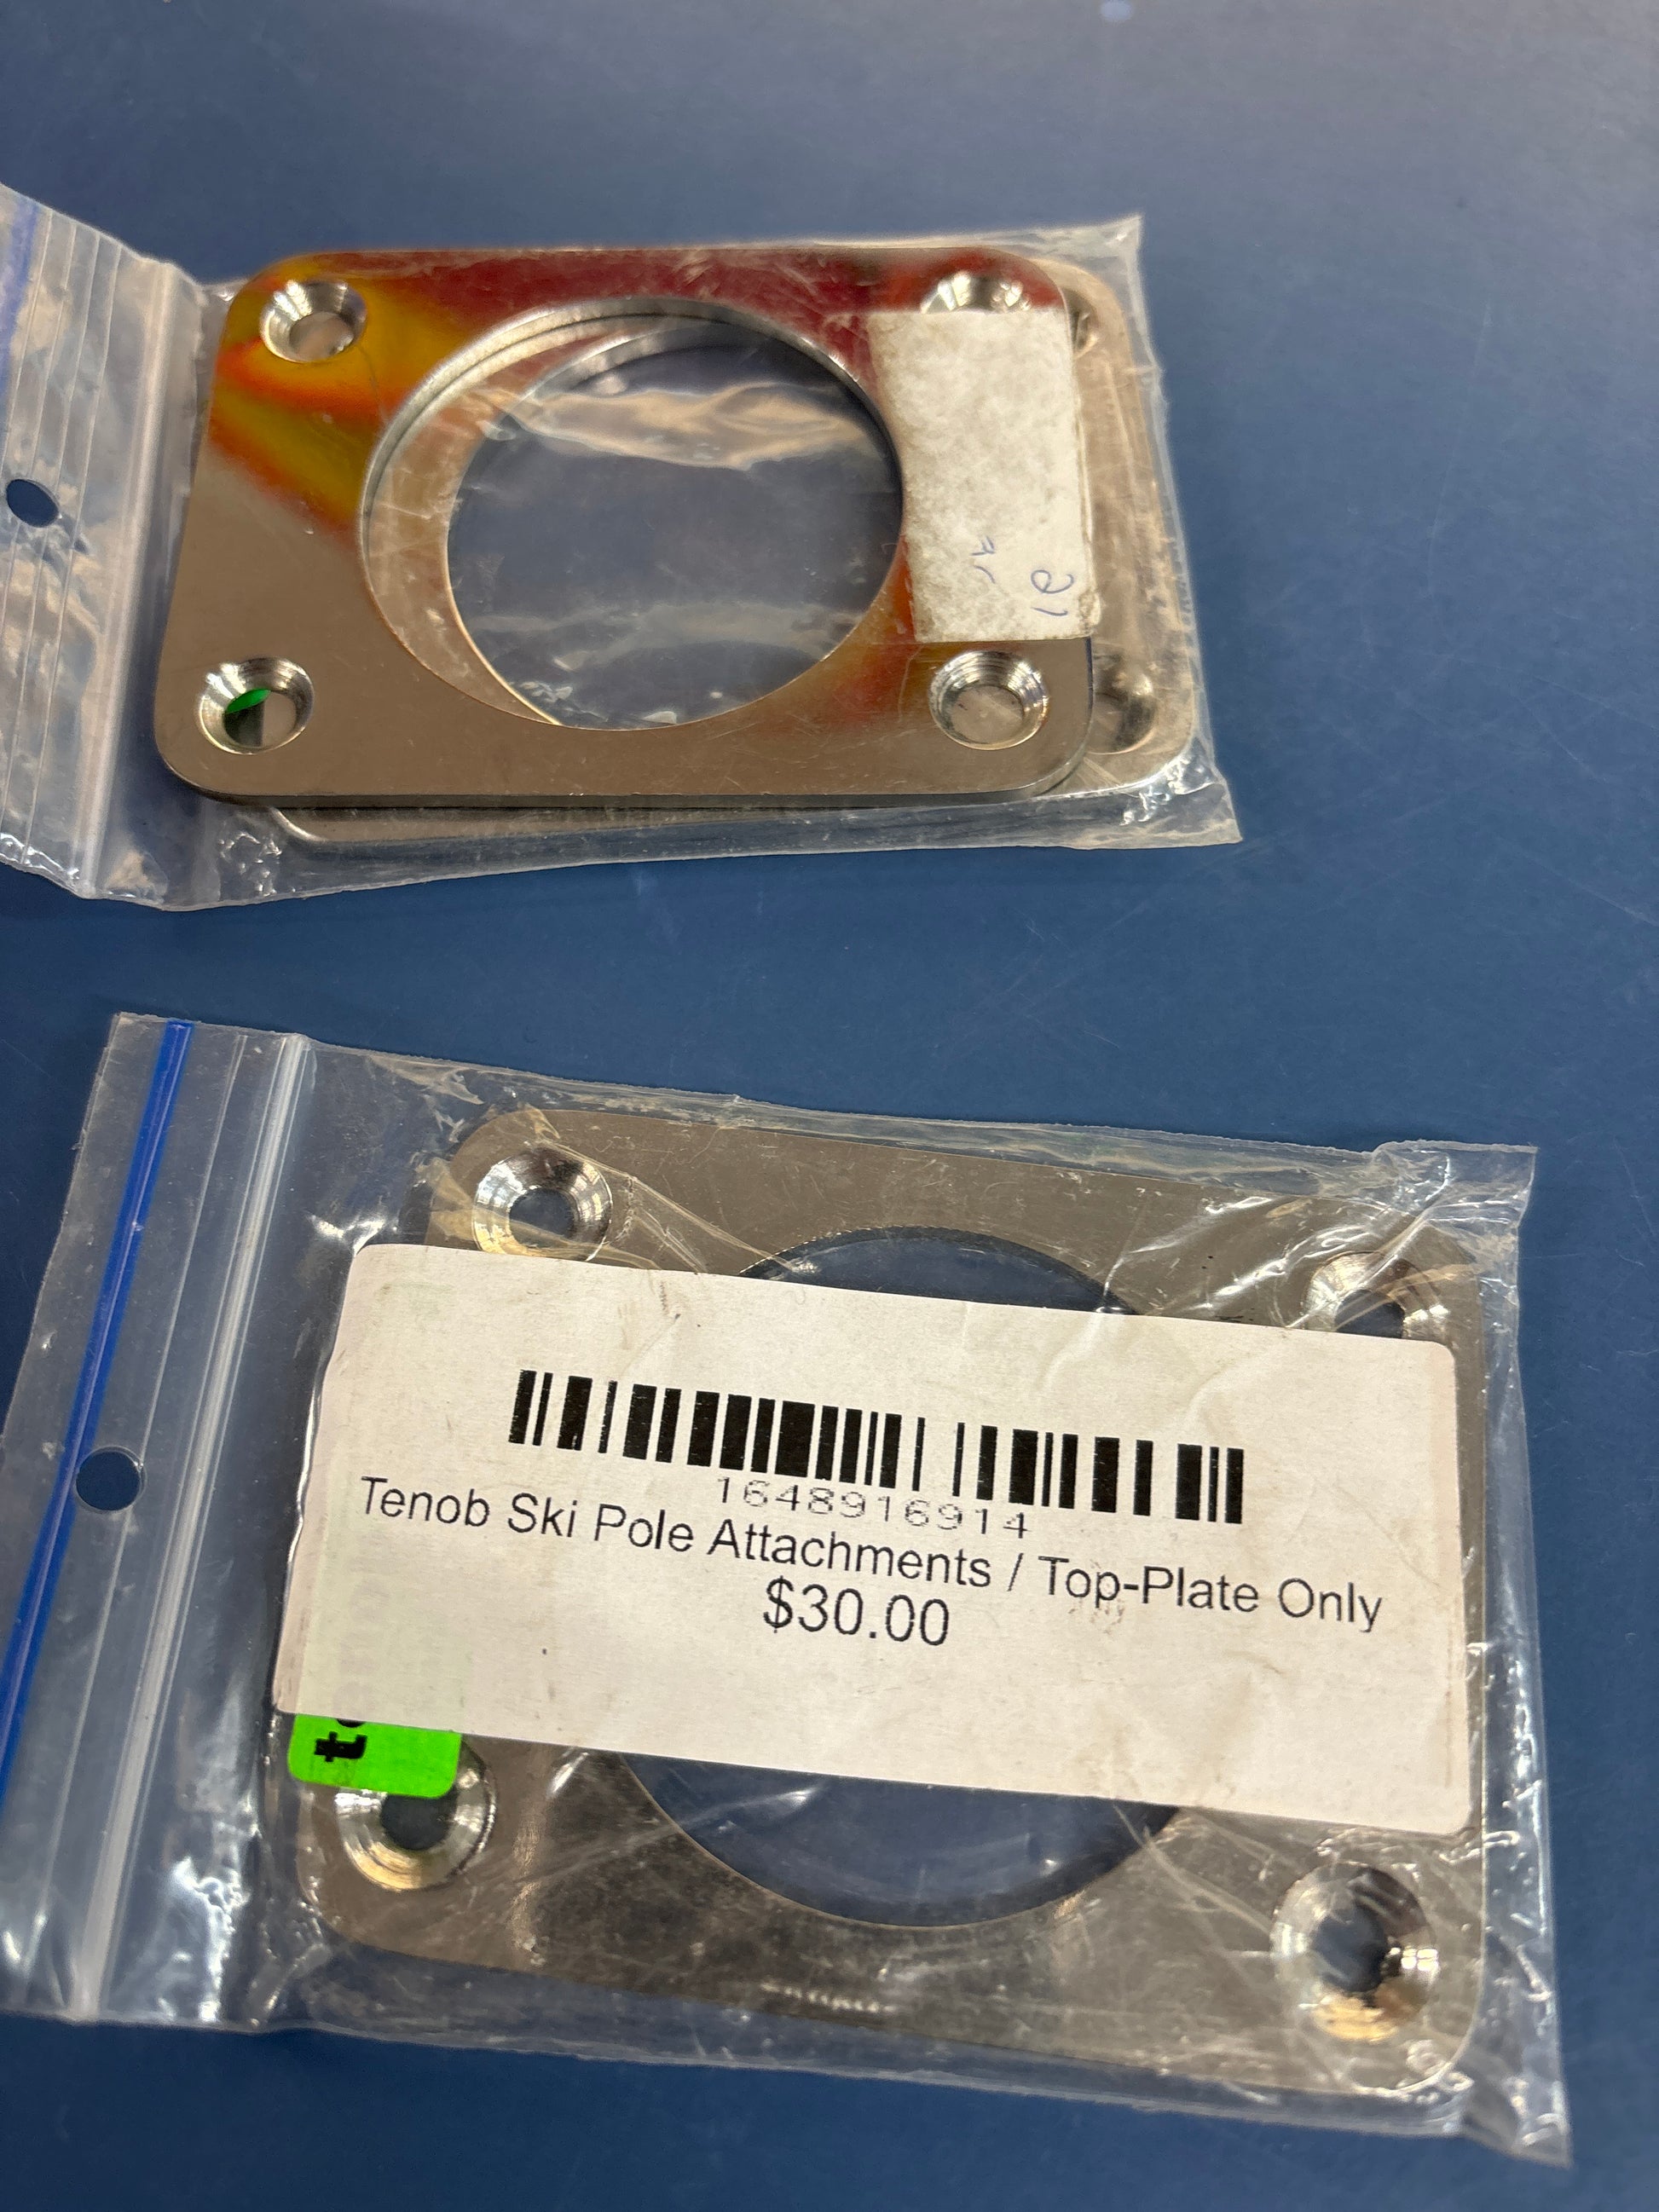 1648916914
Tenob Ski Pole Attachments / Top-Plate Only
$30.00